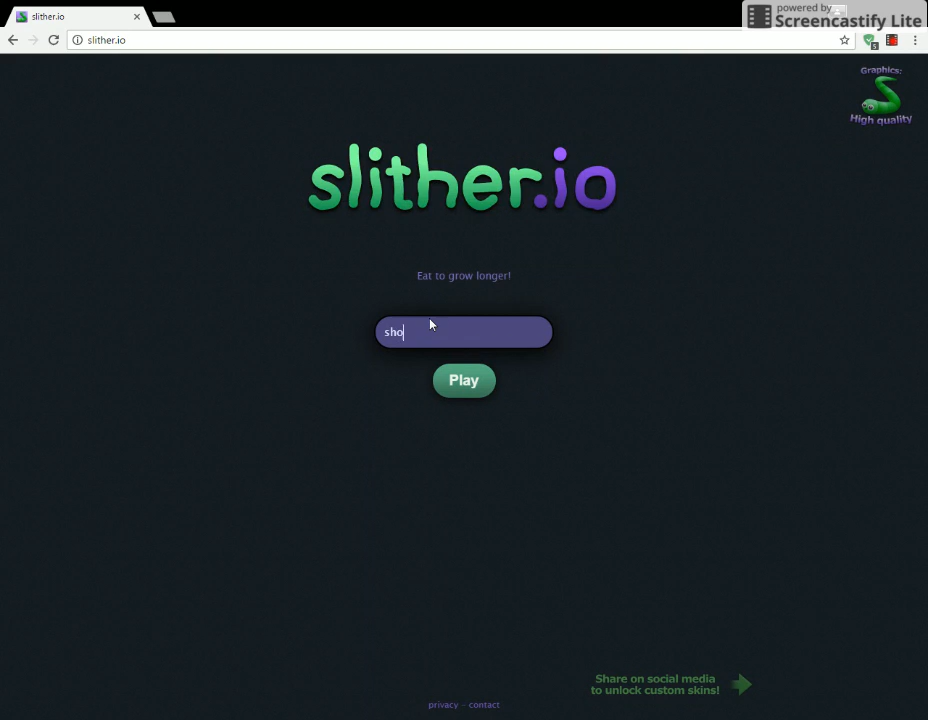 slither.io
powered by
Screencastify Lite
slither.io
5
Graphics:
High quality
slither.io
Eat to grow longer!
sho
Play
Share on social media
to unlock custom skins!
privacy - contact